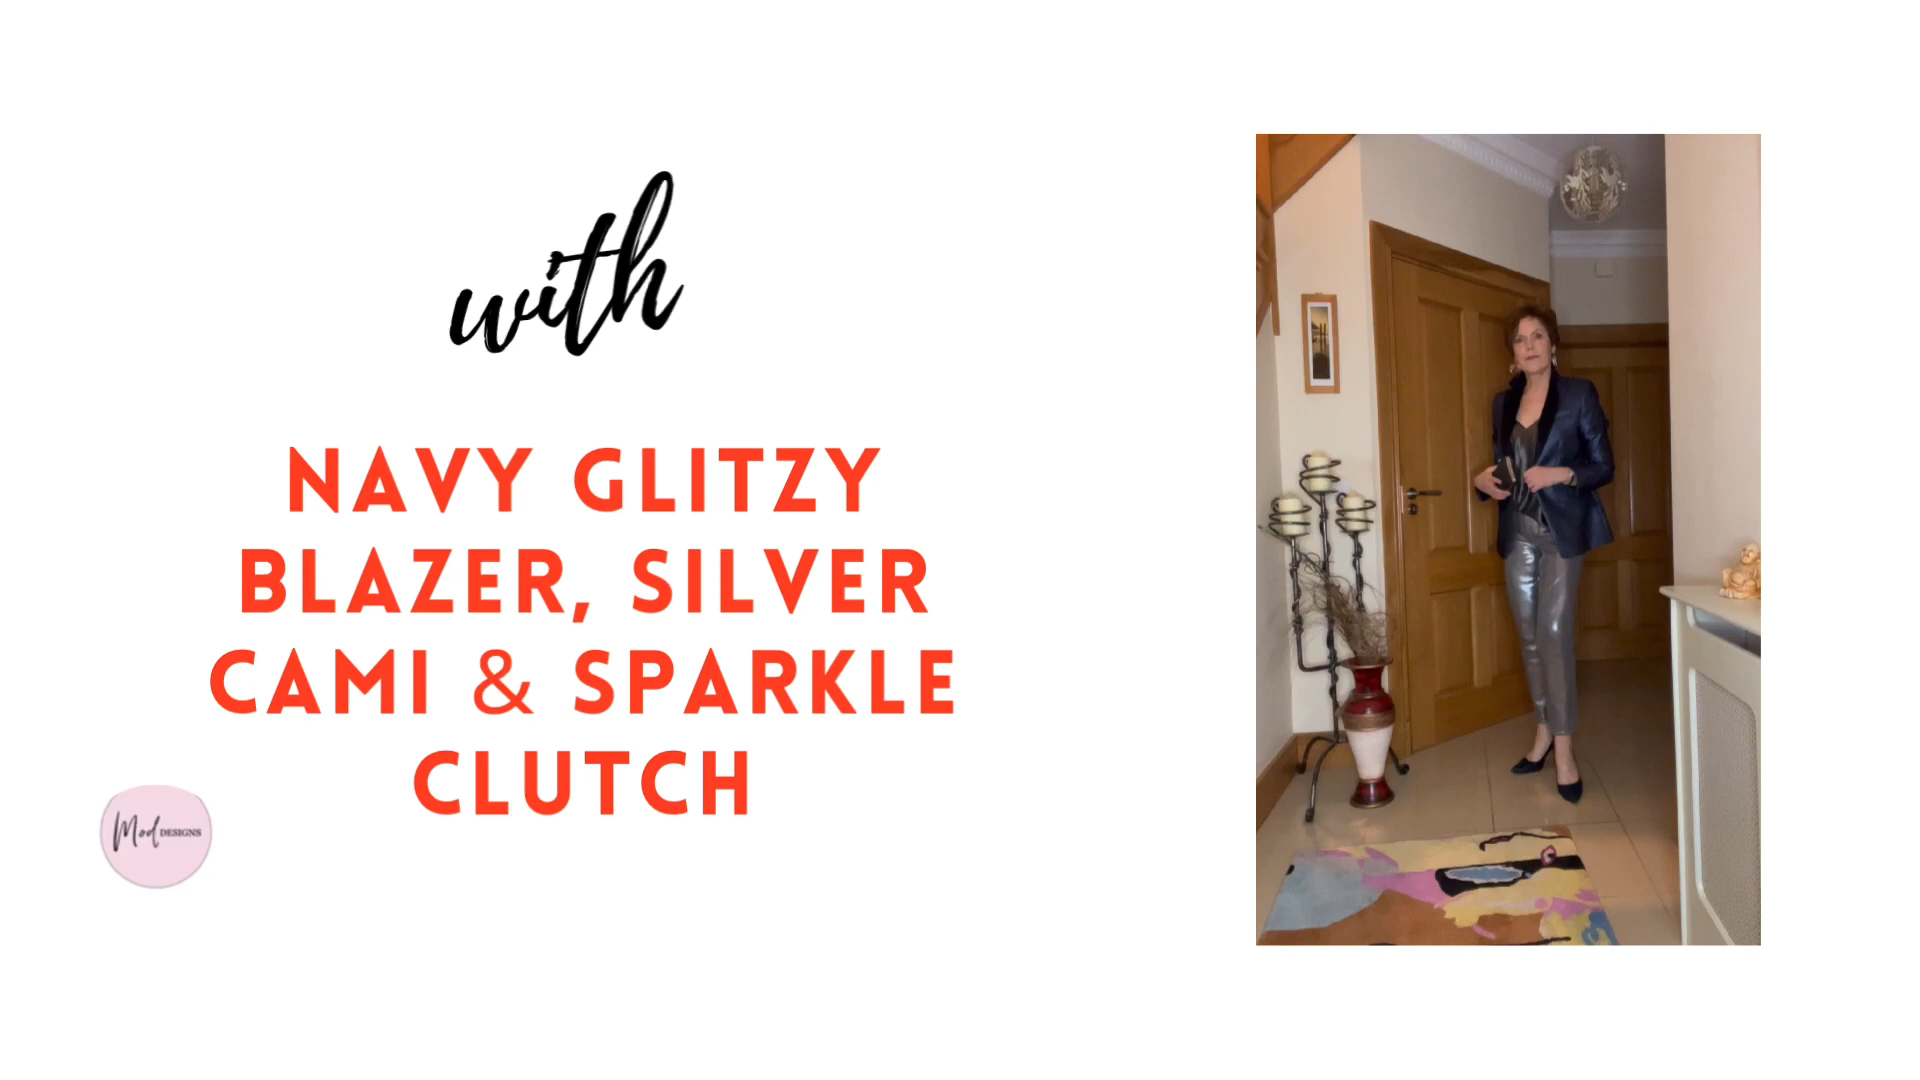 with
NAVY GLITZY
BLAZER, SILVER
CAMI & SPARKLE
CLUTCH
Mod DESIGNS